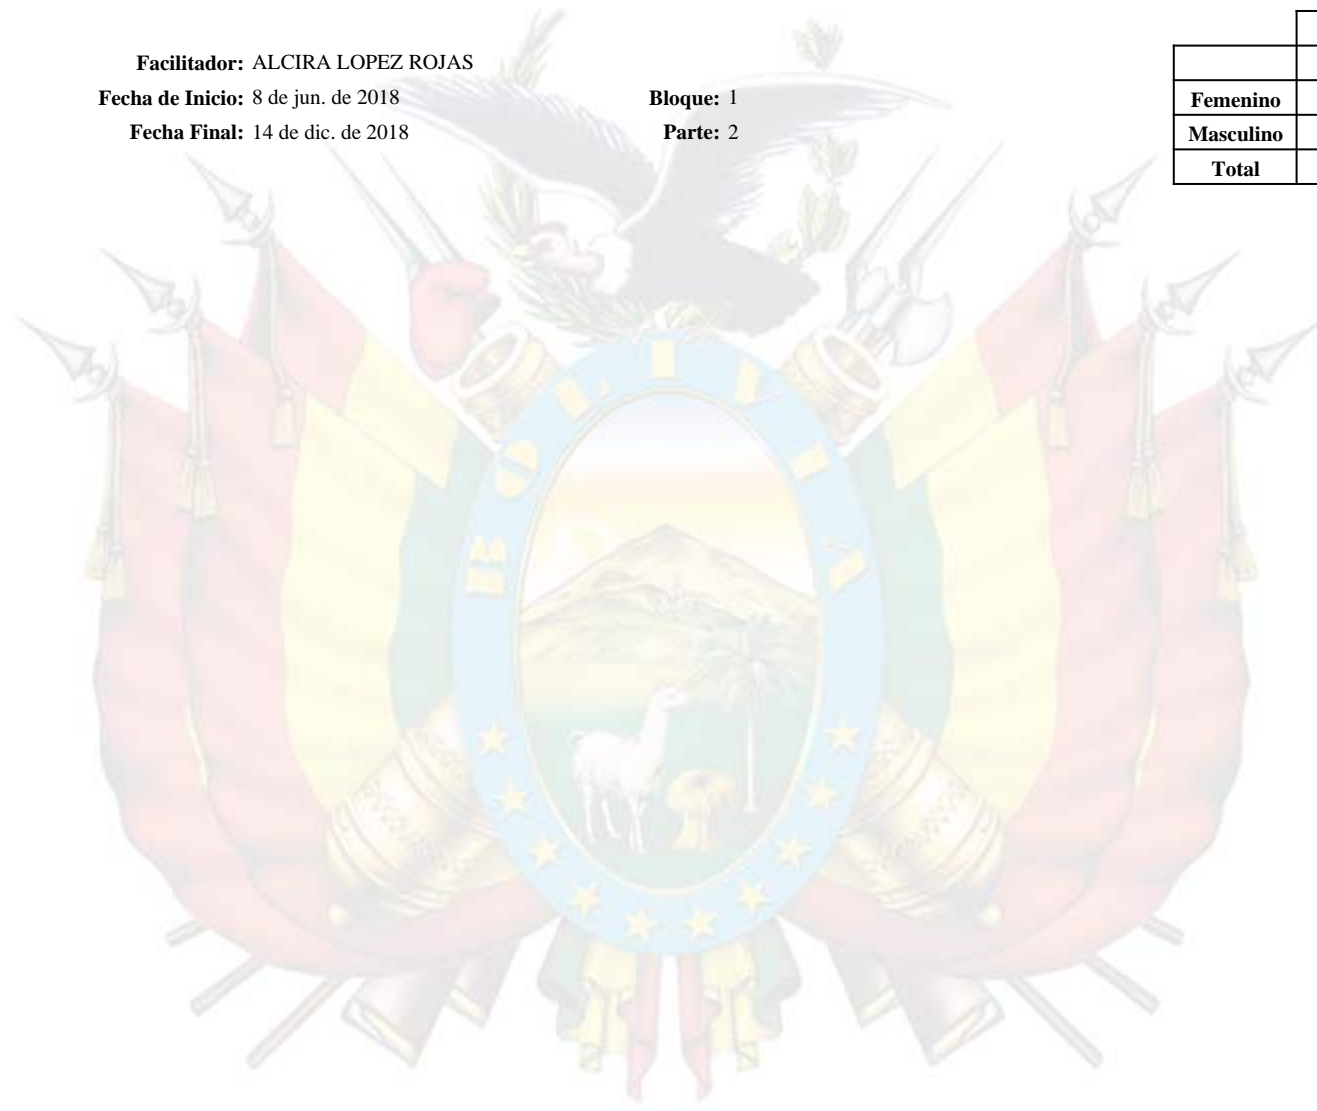 Facilitador: ALCIRA LOPEZ ROJAS
Fecha de Inicio: 8 de jun. de 2018 Bloque: 1
Fecha Final: 14 de dic. de 2018 Parte: 2
Femenino
Masculino
Total
BOLIVIA